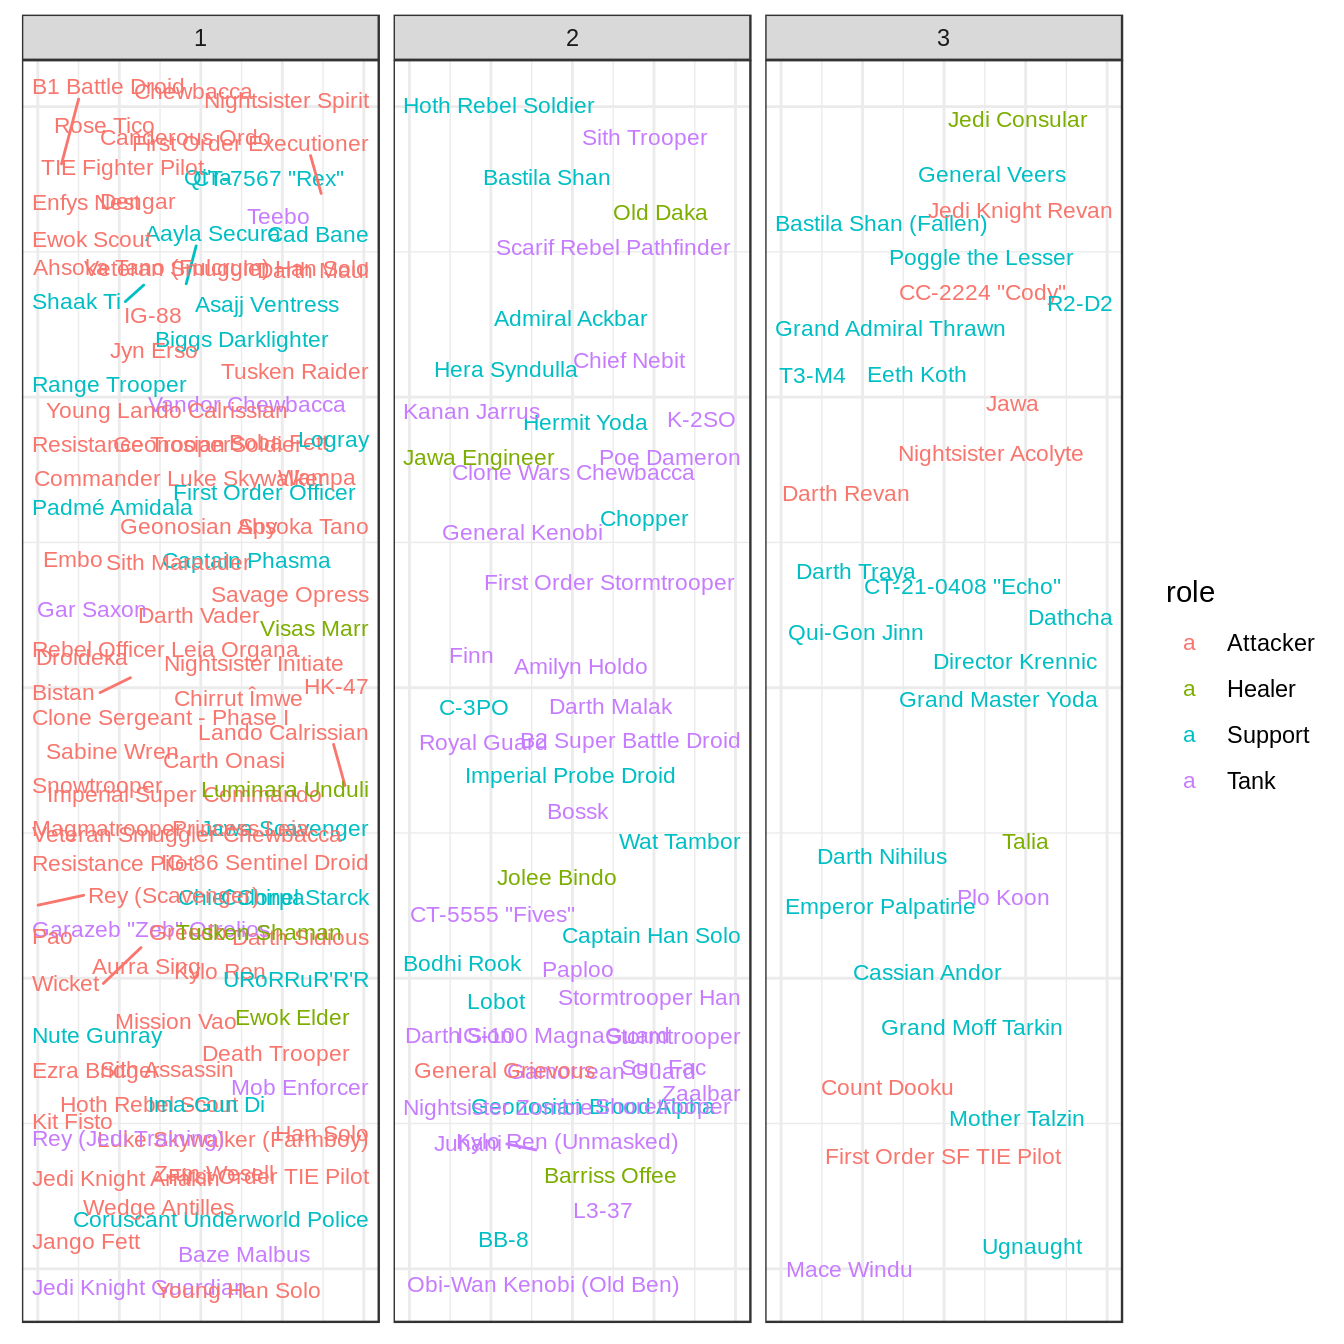 1
B1 Battle Droid
Chewbacca
Nightsister Spirit
Rose Tico
Canderous Ordo
First Order Executioner
TIE Fighter Pilot
Qi'ra
CT-7567 "Rex"
Enfys Nest
Dengar
Teebo
Ewok Scout
Aayla Secura
Cad Bane
Ahsoka Tano (Fulcrum)
Darth Maul
Shaak Ti
Asajj Ventress
IG-88
Biggs Darklighter
Jyn Erso
Tusken Raider
Range Trooper
Vandor Chewbacca
Young Lando Calrissian
Resistance Trooper
Geonosian Soldier
Boba Fett
Logray
Commander Luke Skywalker
Wampa
First Order Officer
Padmé Amidala
Geonosian Spy
Ahsoka Tano
Embo
Sith Marauder
Captain Phasma
Savage Opress
Gar Saxon
Darth Vader
Visas Marr
Rebel Officer Leia Organa
Droideka
Nightsister Initiate
Bistan
HK-47
Chirrut Îmwe
Clone Sergeant - Phase I
Lando Calrissian
Sabine Wren
Carth Onasi
Snowtrooper
Luminara Unduli
Imperial Super Commando
Magmatrooper
Princess Leia
Jawa Scavenger
Veteran Smuggler Chewbacca
Resistance Pilot
IG-86 Sentinel Droid
Rey (Scavenger)
Chief Chirpa
Colonel Starck
Garazeb "Zeb" Orrelios
Pao
Greedo
Tusken Shaman
Darth Sidious
Aurra Sing
Kylo Ren
Wicket
URoRRuR'R'R
Mission Vao
Ewok Elder
Nute Gunray
Death Trooper
Ezra Bridger
Sith Assassin
Mob Enforcer
Hoth Rebel Scout
Ima-Gun Di
Kit Fisto
Han Solo
Rey (Jedi Training)
Luke Skywalker (Farmboy)
Jedi Knight Anakin
Zam Wesell
First Order TIE Pilot
Wedge Antilles
Coruscant Underworld Police
Jango Fett
Baze Malbus
Jedi Knight Guardian
Young Han Solo
2
Hoth Rebel Soldier
Sith Trooper
Bastila Shan
Old Daka
Scarif Rebel Pathfinder
Admiral Ackbar
Chief Nebit
Hera Syndulla
Kanan Jarrus
Hermit Yoda
K-2SO
Jawa Engineer
Poe Dameron
Clone Wars Chewbacca
Chopper
General Kenobi
First Order Stormtrooper
Finn
Amilyn Holdo
C-3PO
Darth Malak
Royal Guard
B2 Super Battle Droid
Imperial Probe Droid
Bossk
Wat Tambor
Jolee Bindo
CT-5555 "Fives"
Captain Han Solo
Bodhi Rook
Paploo
Stormtrooper Han
Lobot
Darth Sion
IG-100 MagnaGuard
Stormtrooper
General Grievous
Gamorrean Guard
Sun Fac
Zaalbar
Nightsister Zombie
Geonosian Brood Alpha
Shoretrooper
Juhani
Kylo Ren (Unmasked)
Barriss Offee
L3-37
BB-8
Obi-Wan Kenobi (Old Ben)
3
Jedi Consular
General Veers
Jedi Knight Revan
Bastila Shan (Fallen)
Poggle the Lesser
CC-2224 "Cody"
R2-D2
Grand Admiral Thrawn
T3-M4
Eeth Koth
Jawa
Nightsister Acolyte
Darth Revan
Darth Traya
CT-21-0408 "Echo"
Dathcha
Qui-Gon Jinn
Director Krennic
Grand Master Yoda
Talia
Darth Nihilus
Plo Koon
Emperor Palpatine
Cassian Andor
Grand Moff Tarkin
Count Dooku
Mother Talzin
First Order SF TIE Pilot
Ugnaught
Mace Windu
role
a Attacker
a Healer
a Support
a Tank